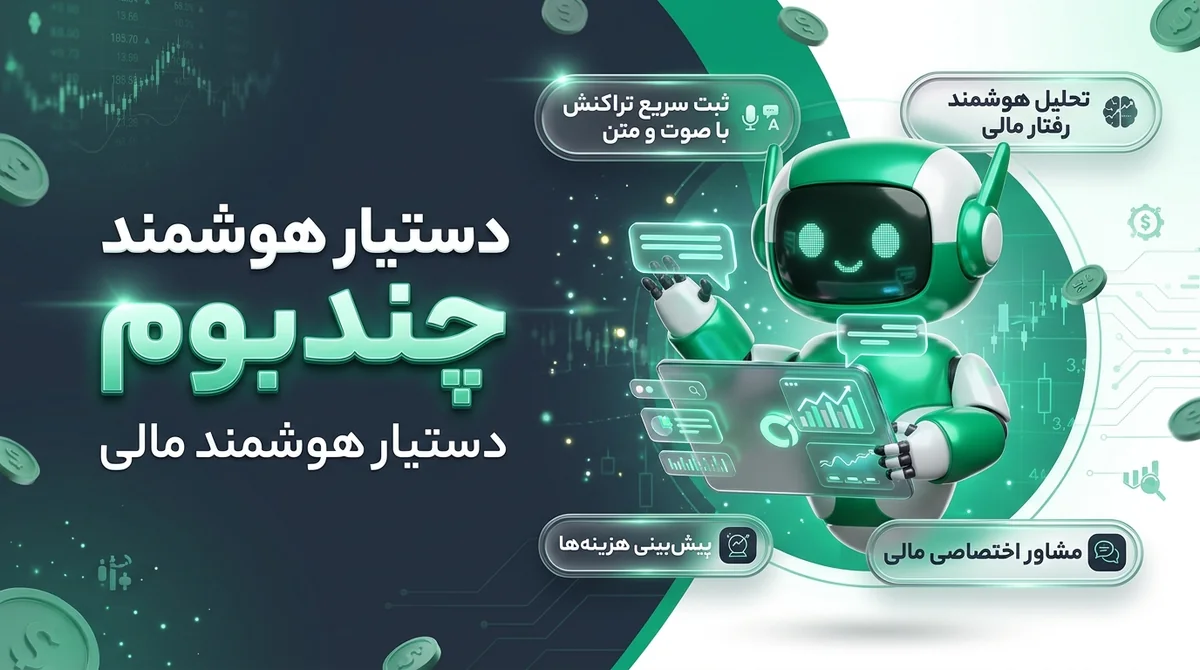 دستیار هوشمند
چندبوم
دستیار هوشمند مالی
تحلیل هوشمند
رفتار مالی
ثبت سریع تراکنش
با صوت و متن
A
پیش‌بینی هزینه‌ها
مشاور اختصاصی مالی